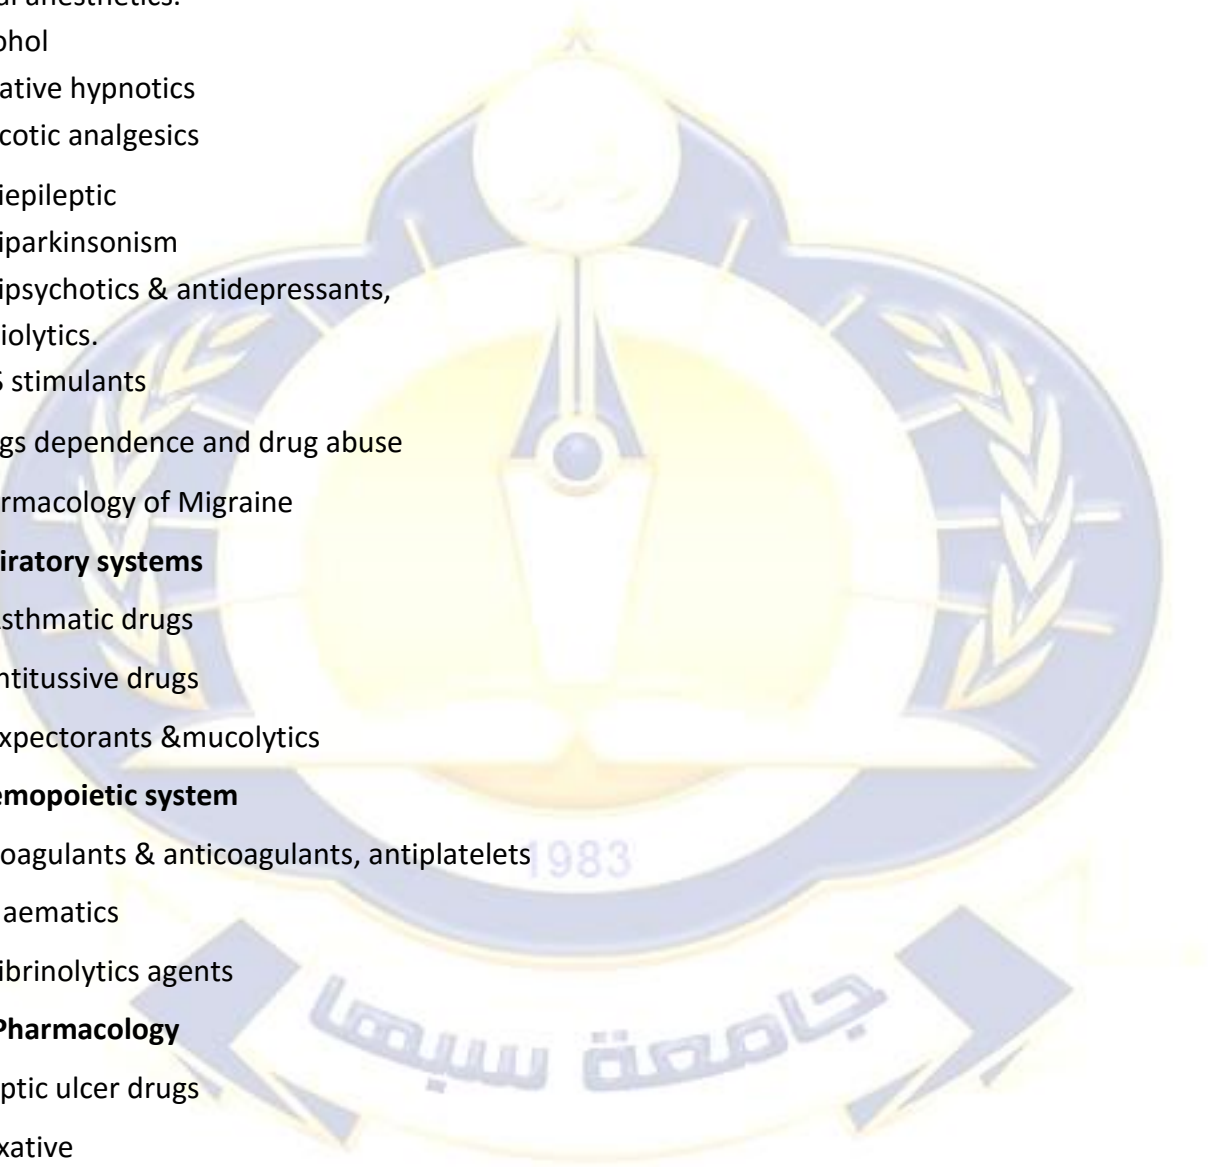 al anesthetics.
ohol
ative hypnotics
cotic analgesics
iepileptic
iparkinsonism
ipsychotics & antidepressants,
iolytics.
S stimulants
gs dependence and drug abuse
rmacology of Migraine
iratory systems
sthmatic drugs
ntitussive drugs
xpectorants &mucolytics
emopoietic system
oagulants & anticoagulants, antiplatelets
1983
aematics
ibrinolytics agents
Pharmacology
جامعة سبها
ptic ulcer drugs
xative